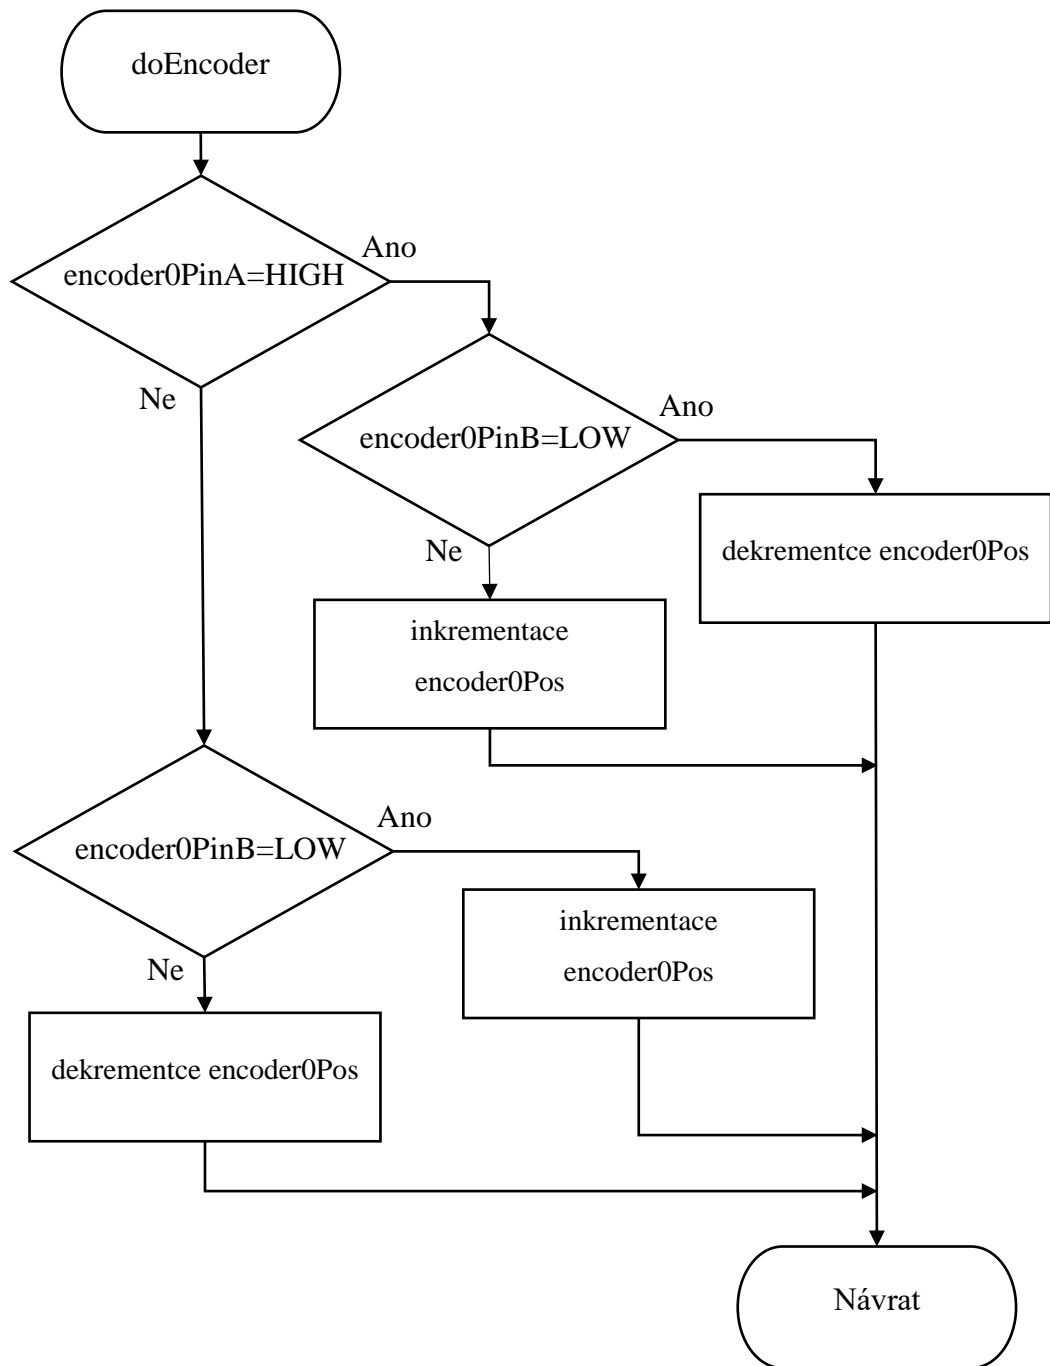 doEncoder
Ano
encoder0PinA=HIGH
Ne
Ano
encoder0PinB=LOW
Ne
dekrementce encoder0Pos
inkrementace
encoder0Pos
Ano
encoder0PinB=LOW
inkrementace
encoder0Pos
Ne
dekrementce encoder0Pos
Návrat